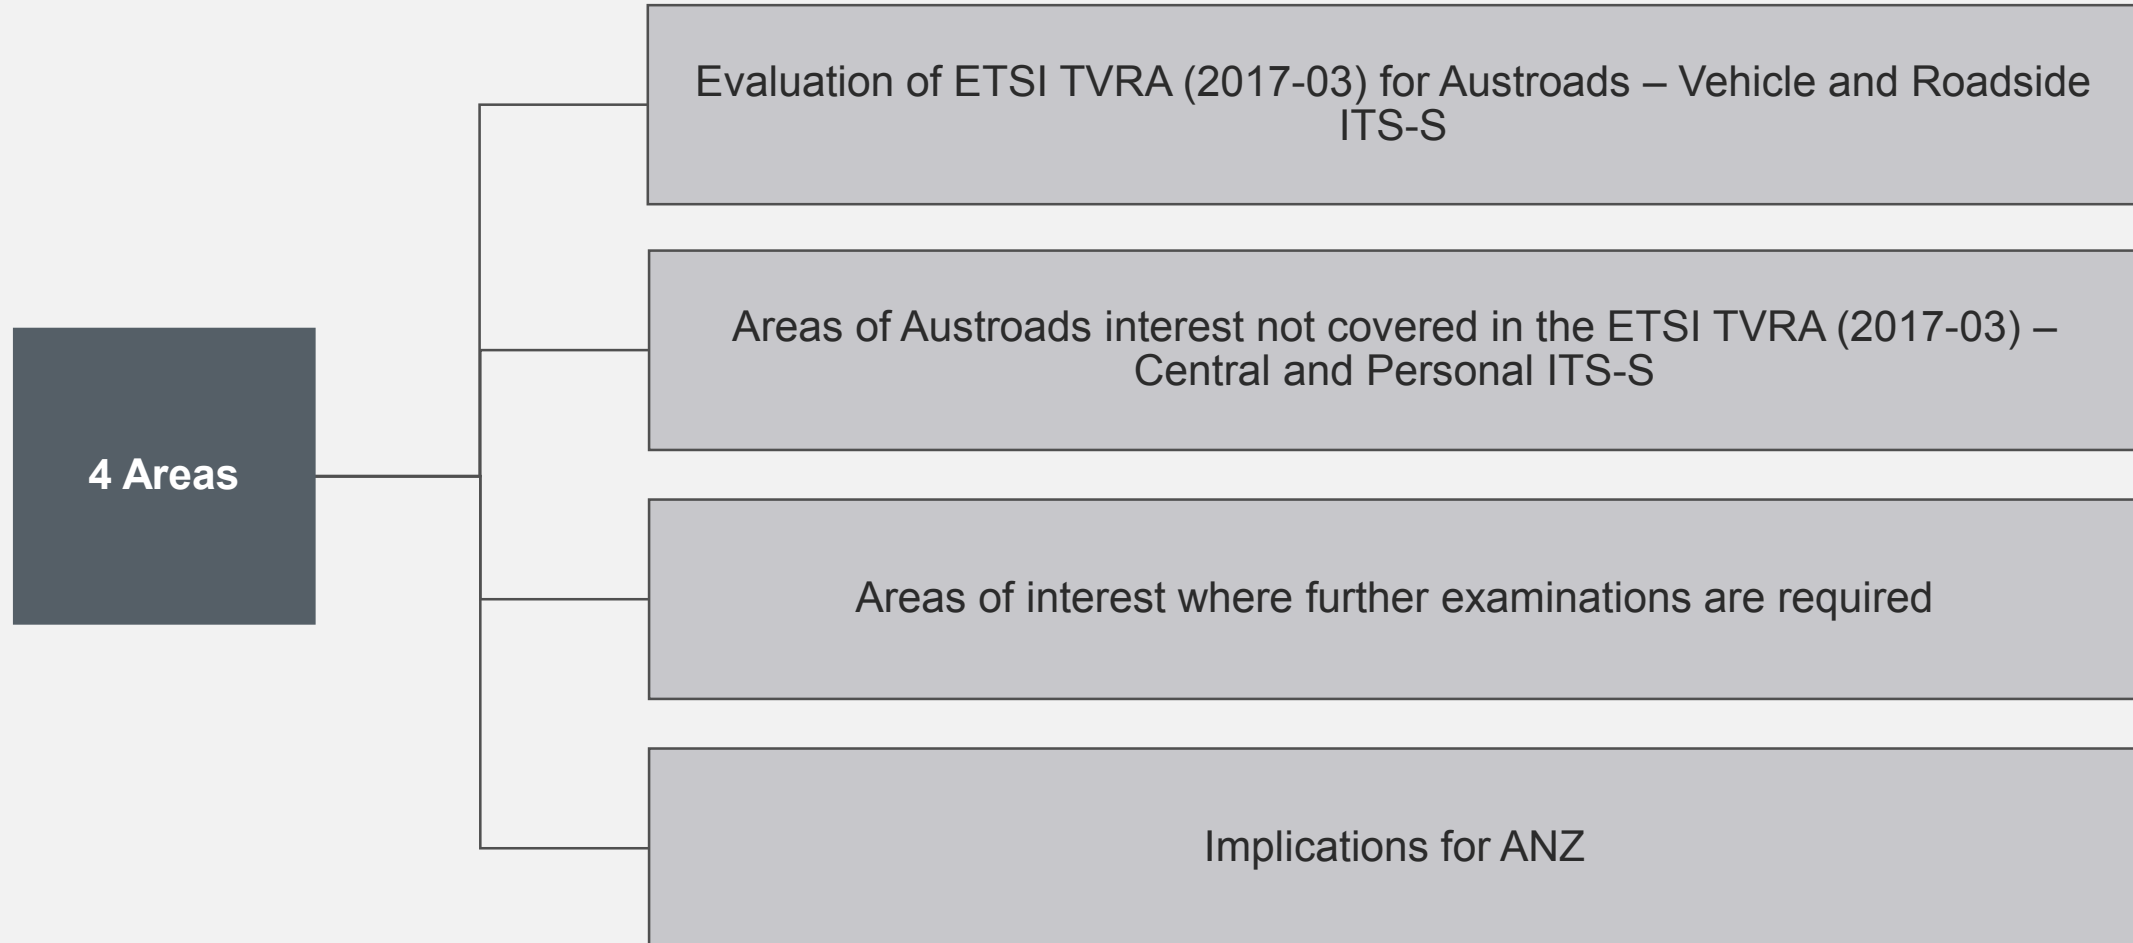 Evaluation of ETSI TVRA (2017-03) for Austroads – Vehicle and Roadside
ITS-S
Areas of Austroads interest not covered in the ETSI TVRA (2017-03) –
Central and Personal ITS-S
4 Areas
Areas of interest where further examinations are required
Implications for ANZ